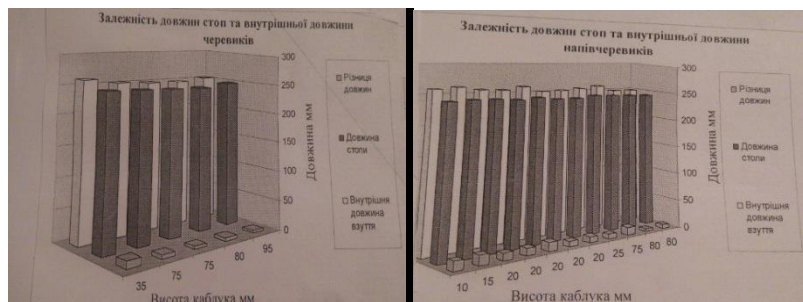 Залежність довжин стоп та внутрішньої довжини
черевиків
300
250
200
150
100
50
0
Довжина мм
35
75
75
80
95
Висота каблука мм
Різниця
довжин
Довжина
стопи
Внутрішня
довжина
взуття
Залежність довжин стоп та внутрішньої довжини
напівчеревиків
300
250
200
150
100
50
0
Довжина мм
10
15
20
20
20
20
25
75
80
80
Висота каблука мм
Різниця
довжин
Довжина
стопи
Внутрішня
довжина
взуття